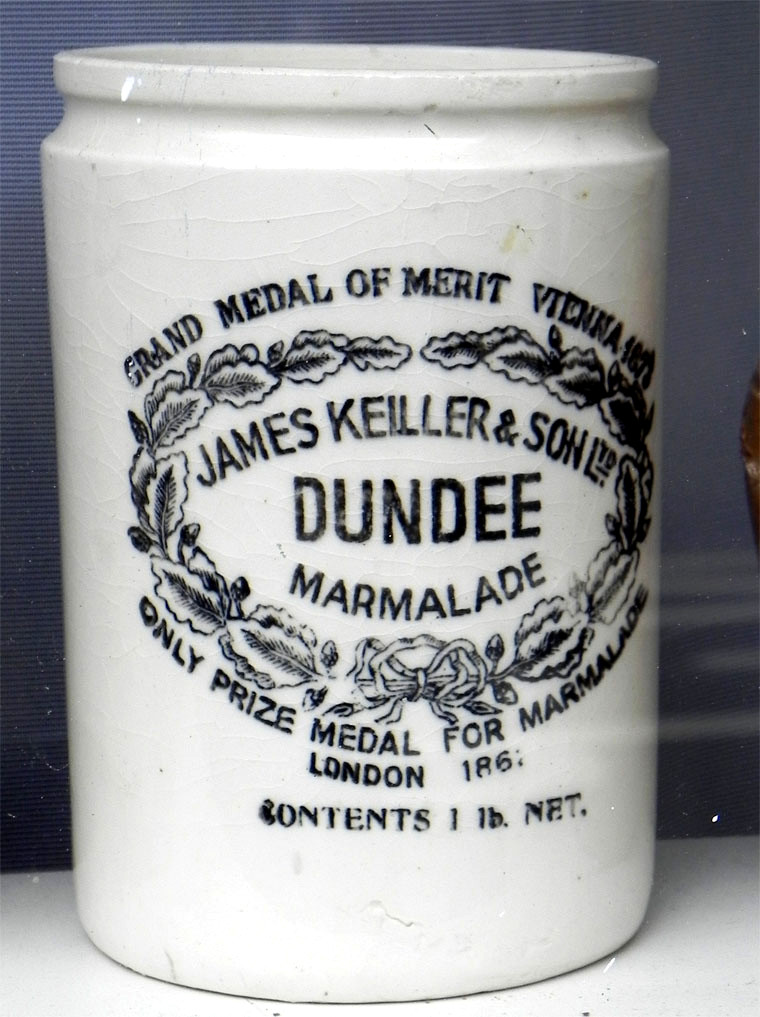 GRAND MEDAL OF MERIT VIENNA 1873
JAMES KEILLER & SON LTD.
DUNDEE
MARMALADE
ONLY PRIZE MEDAL FOR MARMALADE
LONDON
CONTENTS 1 lb. NET.